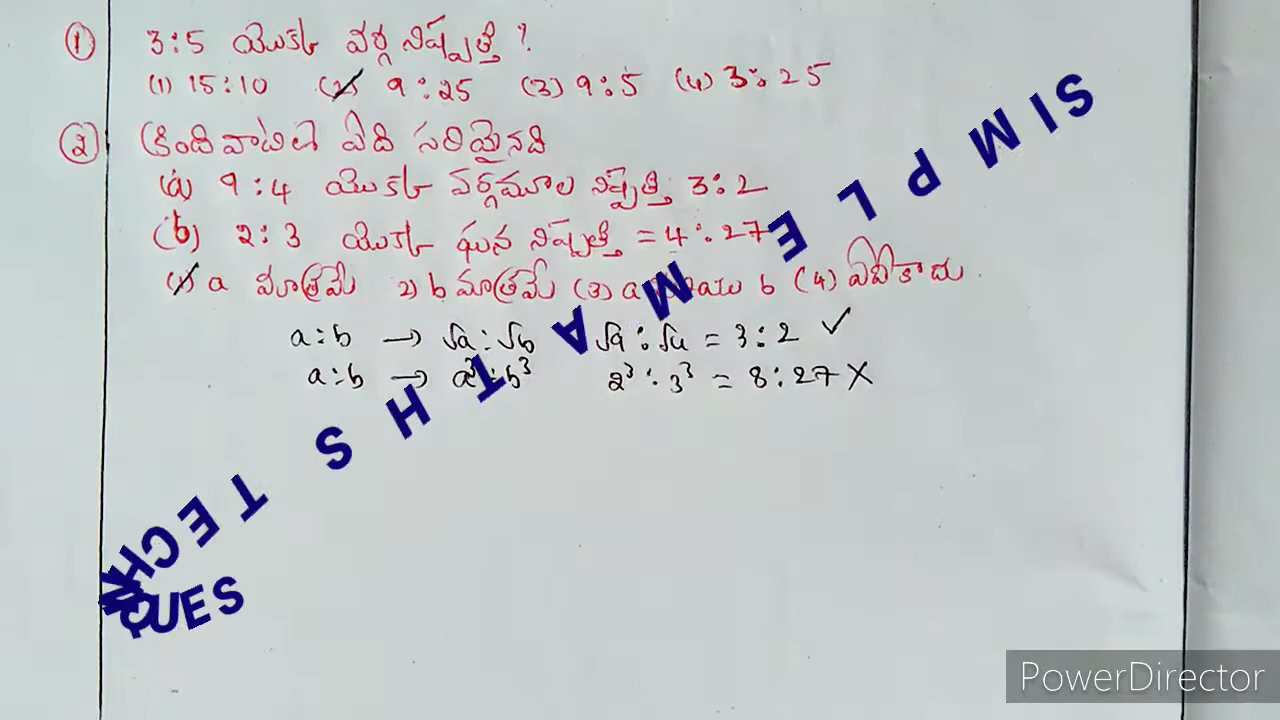 ① 3:5 యొక్క వర్గ నిష్పత్తి ?
(1) 15:10 (2) 9:25 (3) 9:5 (4) 3:25
② క్రిందివాటిలో ఏది సరియైనది
(a) 9:4 యొక్క వర్గమూల నిష్పత్తి 3:2
(b) 2:3 యొక్క ఘన నిష్పత్తి = 4:27
(1) a మాత్రమే 2) b మాత్రమే (3) a b (4) ఏదీకాదు
a:b → √a:√b √9:√4 = 3:2 ✓
a:b → a³:b³ 2³:3³ = 8:27 ✗
SIMPLE MATHS TECH QUES
PowerDirector